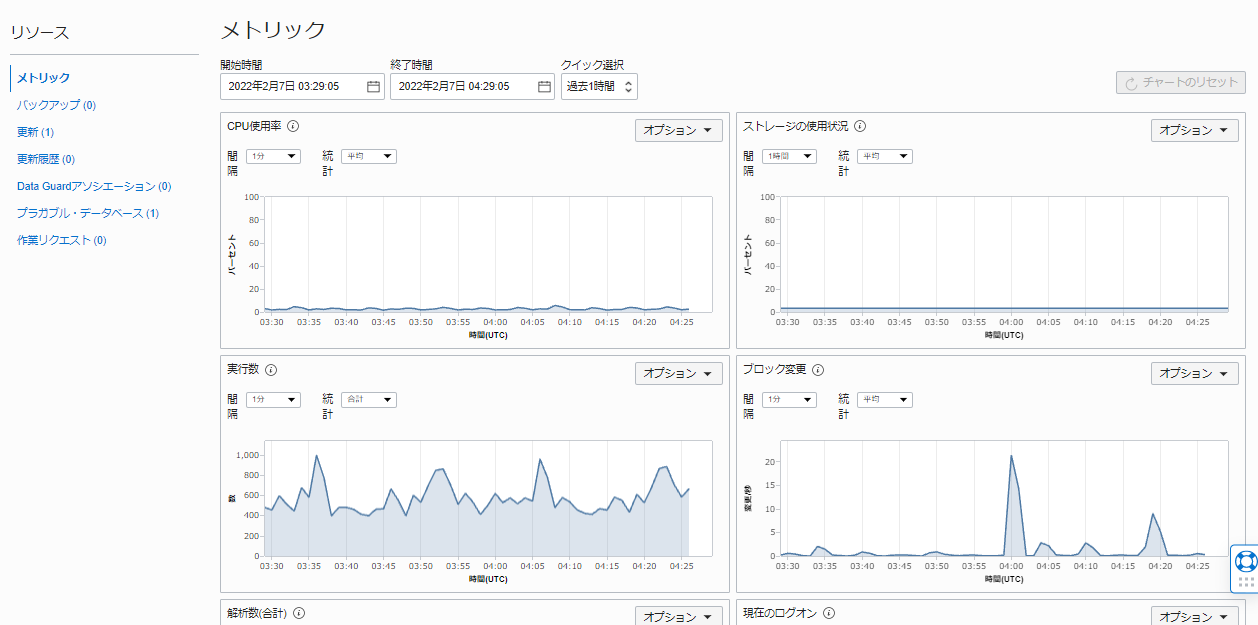 リソース
メトリック
バックアップ (0)
更新 (1)
更新履歴 (0)
Data Guardアソシエーション (0)
プラガブル・データベース (1)
作業リクエスト (0)
メトリック
開始時間 終了時間 クイック選択
2022年2月7日 03:29:05 2022年2月7日 04:29:05 過去1時間
チャートのリセット
CPU使用率
オプション
間隔 1分 統計 平均
パーセント
100
80
60
40
20
0
03:30 03:35 03:40 03:45 03:50 03:55 04:00 04:05 04:10 04:15 04:20 04:25
時間(UTC)
ストレージの使用状況
オプション
間隔 1時間 統計 平均
パーセント
100
80
60
40
20
0
03:30 03:35 03:40 03:45 03:50 03:55 04:00 04:05 04:10 04:15 04:20 04:25
時間(UTC)
実行数
オプション
間隔 1分 統計 合計
数
1,000
800
600
400
200
0
03:30 03:35 03:40 03:45 03:50 03:55 04:00 04:05 04:10 04:15 04:20 04:25
時間(UTC)
ブロック変更
オプション
間隔 1分 統計 平均
変更/秒
20
15
10
5
0
03:30 03:35 03:40 03:45 03:50 03:55 04:00 04:05 04:10 04:15 04:20 04:25
時間(UTC)
解析数(合計)
オプション
現在のログオン
オプション